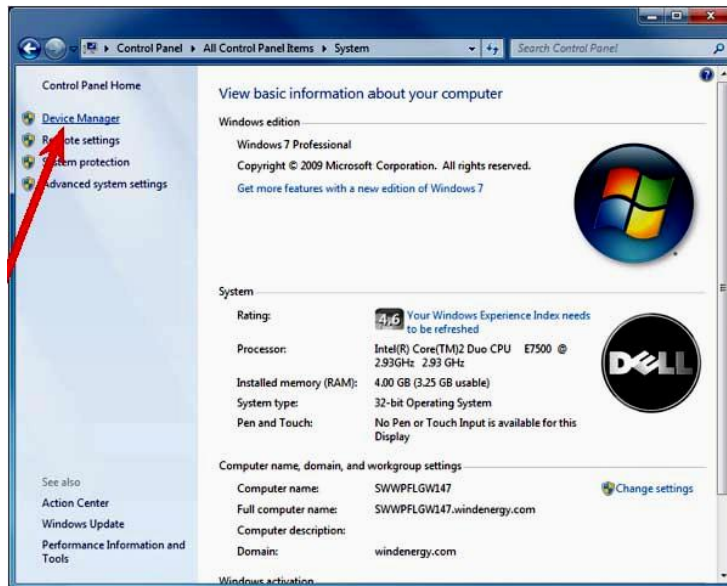 Control Panel ▸ All Control Panel Items ▸ System
Search Control Panel
Control Panel Home
Device Manager
Remote settings
System protection
Advanced system settings
View basic information about your computer
Windows edition
Windows 7 Professional
Copyright © 2009 Microsoft Corporation. All rights reserved.
Get more features with a new edition of Windows 7
System
Rating:
4,6
Your Windows Experience Index needs
to be refreshed
Processor:
Intel(R) Core(TM)2 Duo CPU E7500 @
2.93GHz 2.93 GHz
Installed memory (RAM):
4.00 GB (3.25 GB usable)
System type:
32-bit Operating System
Pen and Touch:
No Pen or Touch Input is available for this
Display
DELL
Computer name, domain, and workgroup settings
Computer name:
SWWPFLGW147
Change settings
Full computer name:
SWWPFLGW147.windenergy.com
Computer description:
Domain:
windenergy.com
Windows activation
See also
Action Center
Windows Update
Performance Information and
Tools